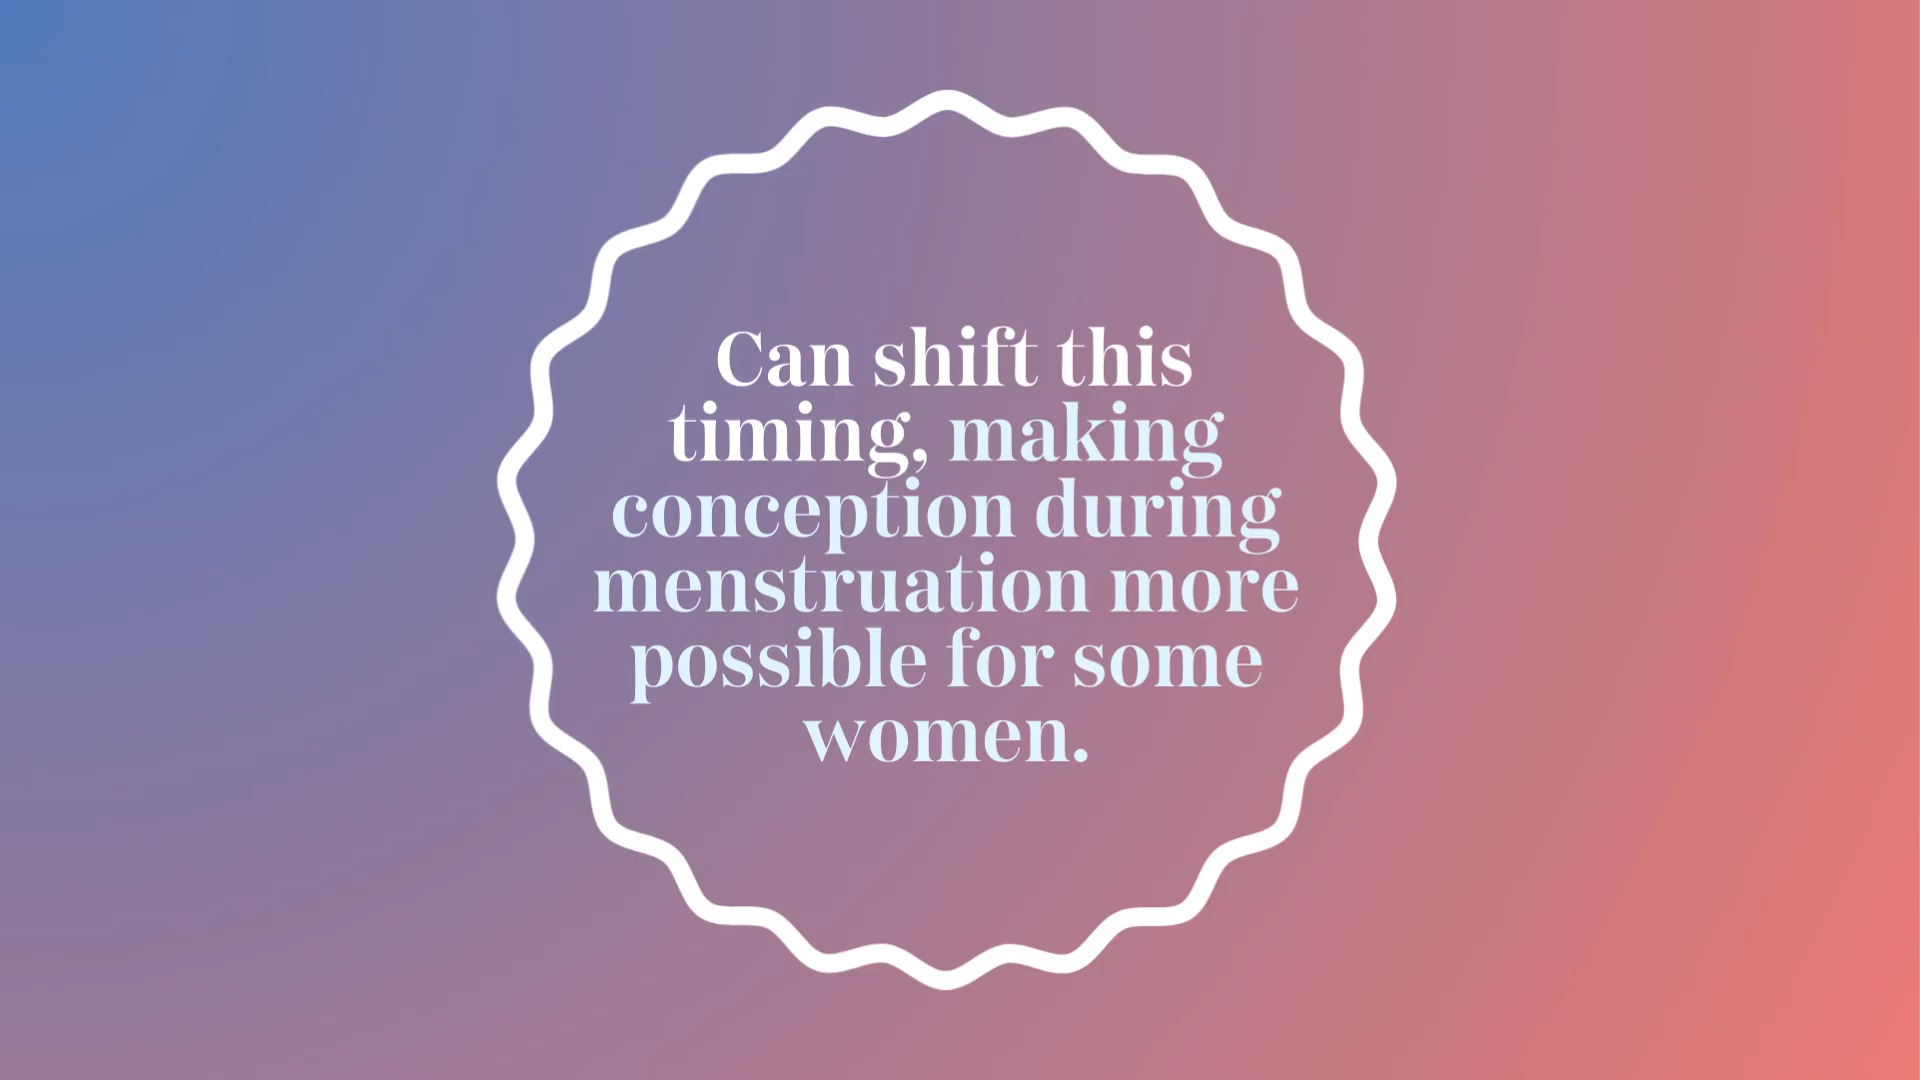 Can shift this
timing, making
conception during
menstruation more
possible for some
women.